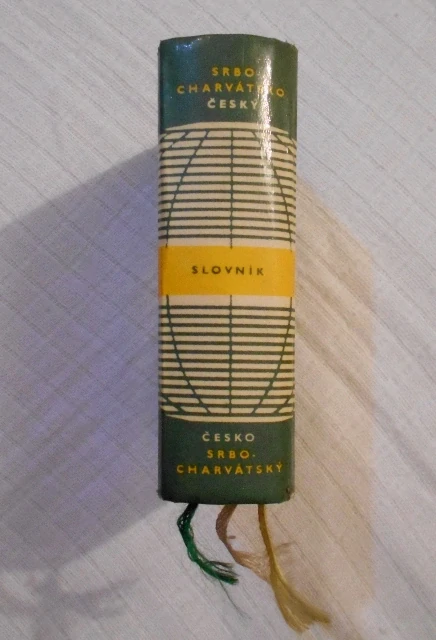 SRBO-
CHARVÁTSKO
ČESKÝ
SLOVNÍK
ČESKO
SRBO-
CHARVÁTSKÝ